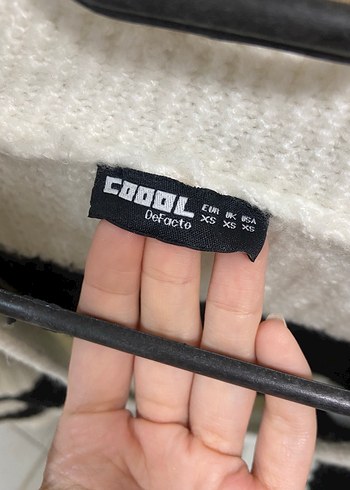 COOOL
DeFacto
EUR UK USA
XS XS XS